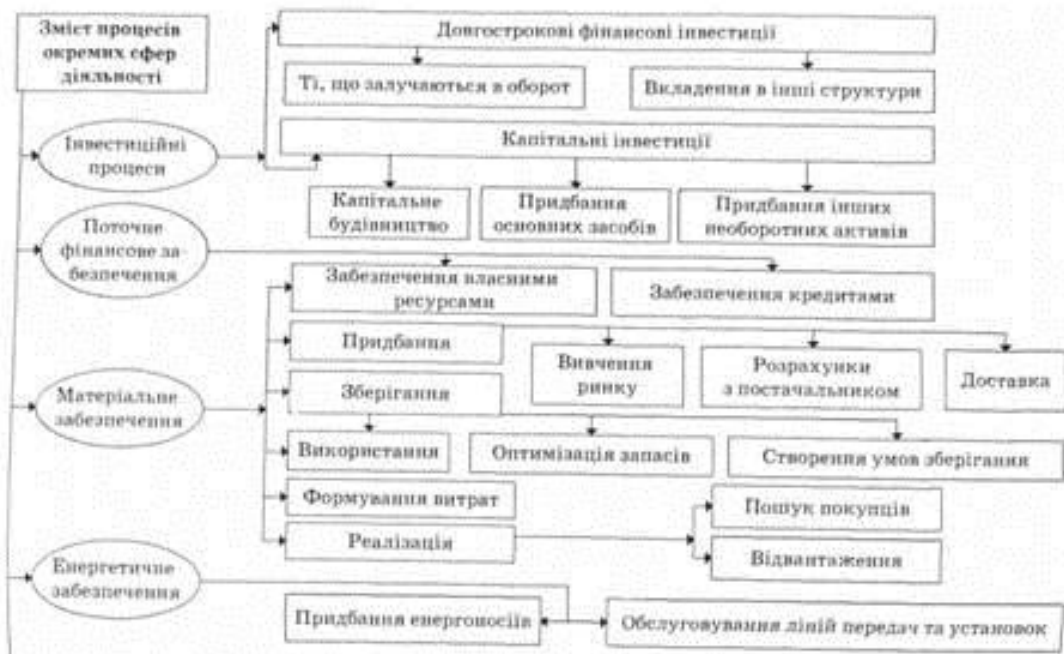 Зміст процесів
окремих сфер
діяльності
Довгострокові фінансові інвестиції
Ті, що залучаються в оборот
Вкладення в інші структури
Інвестиційні
процеси
Капітальні інвестиції
Капітальне
будівництво
Придбання
основних засобів
Придбання інших
необоротних активів
Поточне
фінансове за-
безпечення
Забезпечення власними
ресурсами
Забезпечення кредитами
Придбання
Вивчення
ринку
Розрахунки
з постачальником
Доставка
Матеріальне
забезпечення
Зберігання
Використання
Оптимізація запасів
Створення умов зберігання
Формування витрат
Реалізація
Пошук покупців
Відвантаження
Енергетичне
забезпечення
Придбання енергоносіїв
Обслуговування ліній передач та установок